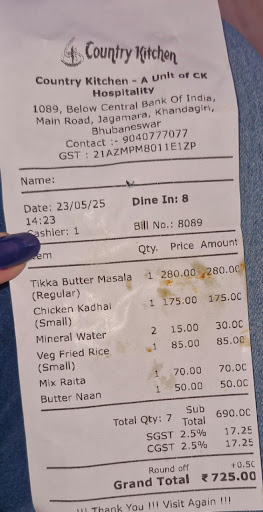 Country Kitchen
Country Kitchen - A Unit of CK
Hospitality
1089, Below Central Bank Of India,
Main Road, Jagamara, Khandagiri,
Bhubaneswar
Contact :- 9040777077
GST : 21AZMPM8011E1ZP
Name:
Date: 23/05/25 Dine In: 8
14:23
Cashier: 1 Bill No.: 8089
Item Qty. Price Amount
Tikka Butter Masala 1 280.00 280.00
(Regular)
Chicken Kadhai 1 175.00 175.00
(Small)
Mineral Water 2 15.00 30.00
Veg Fried Rice 1 85.00 85.00
(Small)
Mix Raita 1 70.00 70.00
Butter Naan 1 50.00 50.00
Total Qty: 7 Sub Total 690.00
SGST 2.5% 17.25
CGST 2.5% 17.25
Round off +0.50
Grand Total ₹725.00
!!! Thank You !!! Visit Again !!!